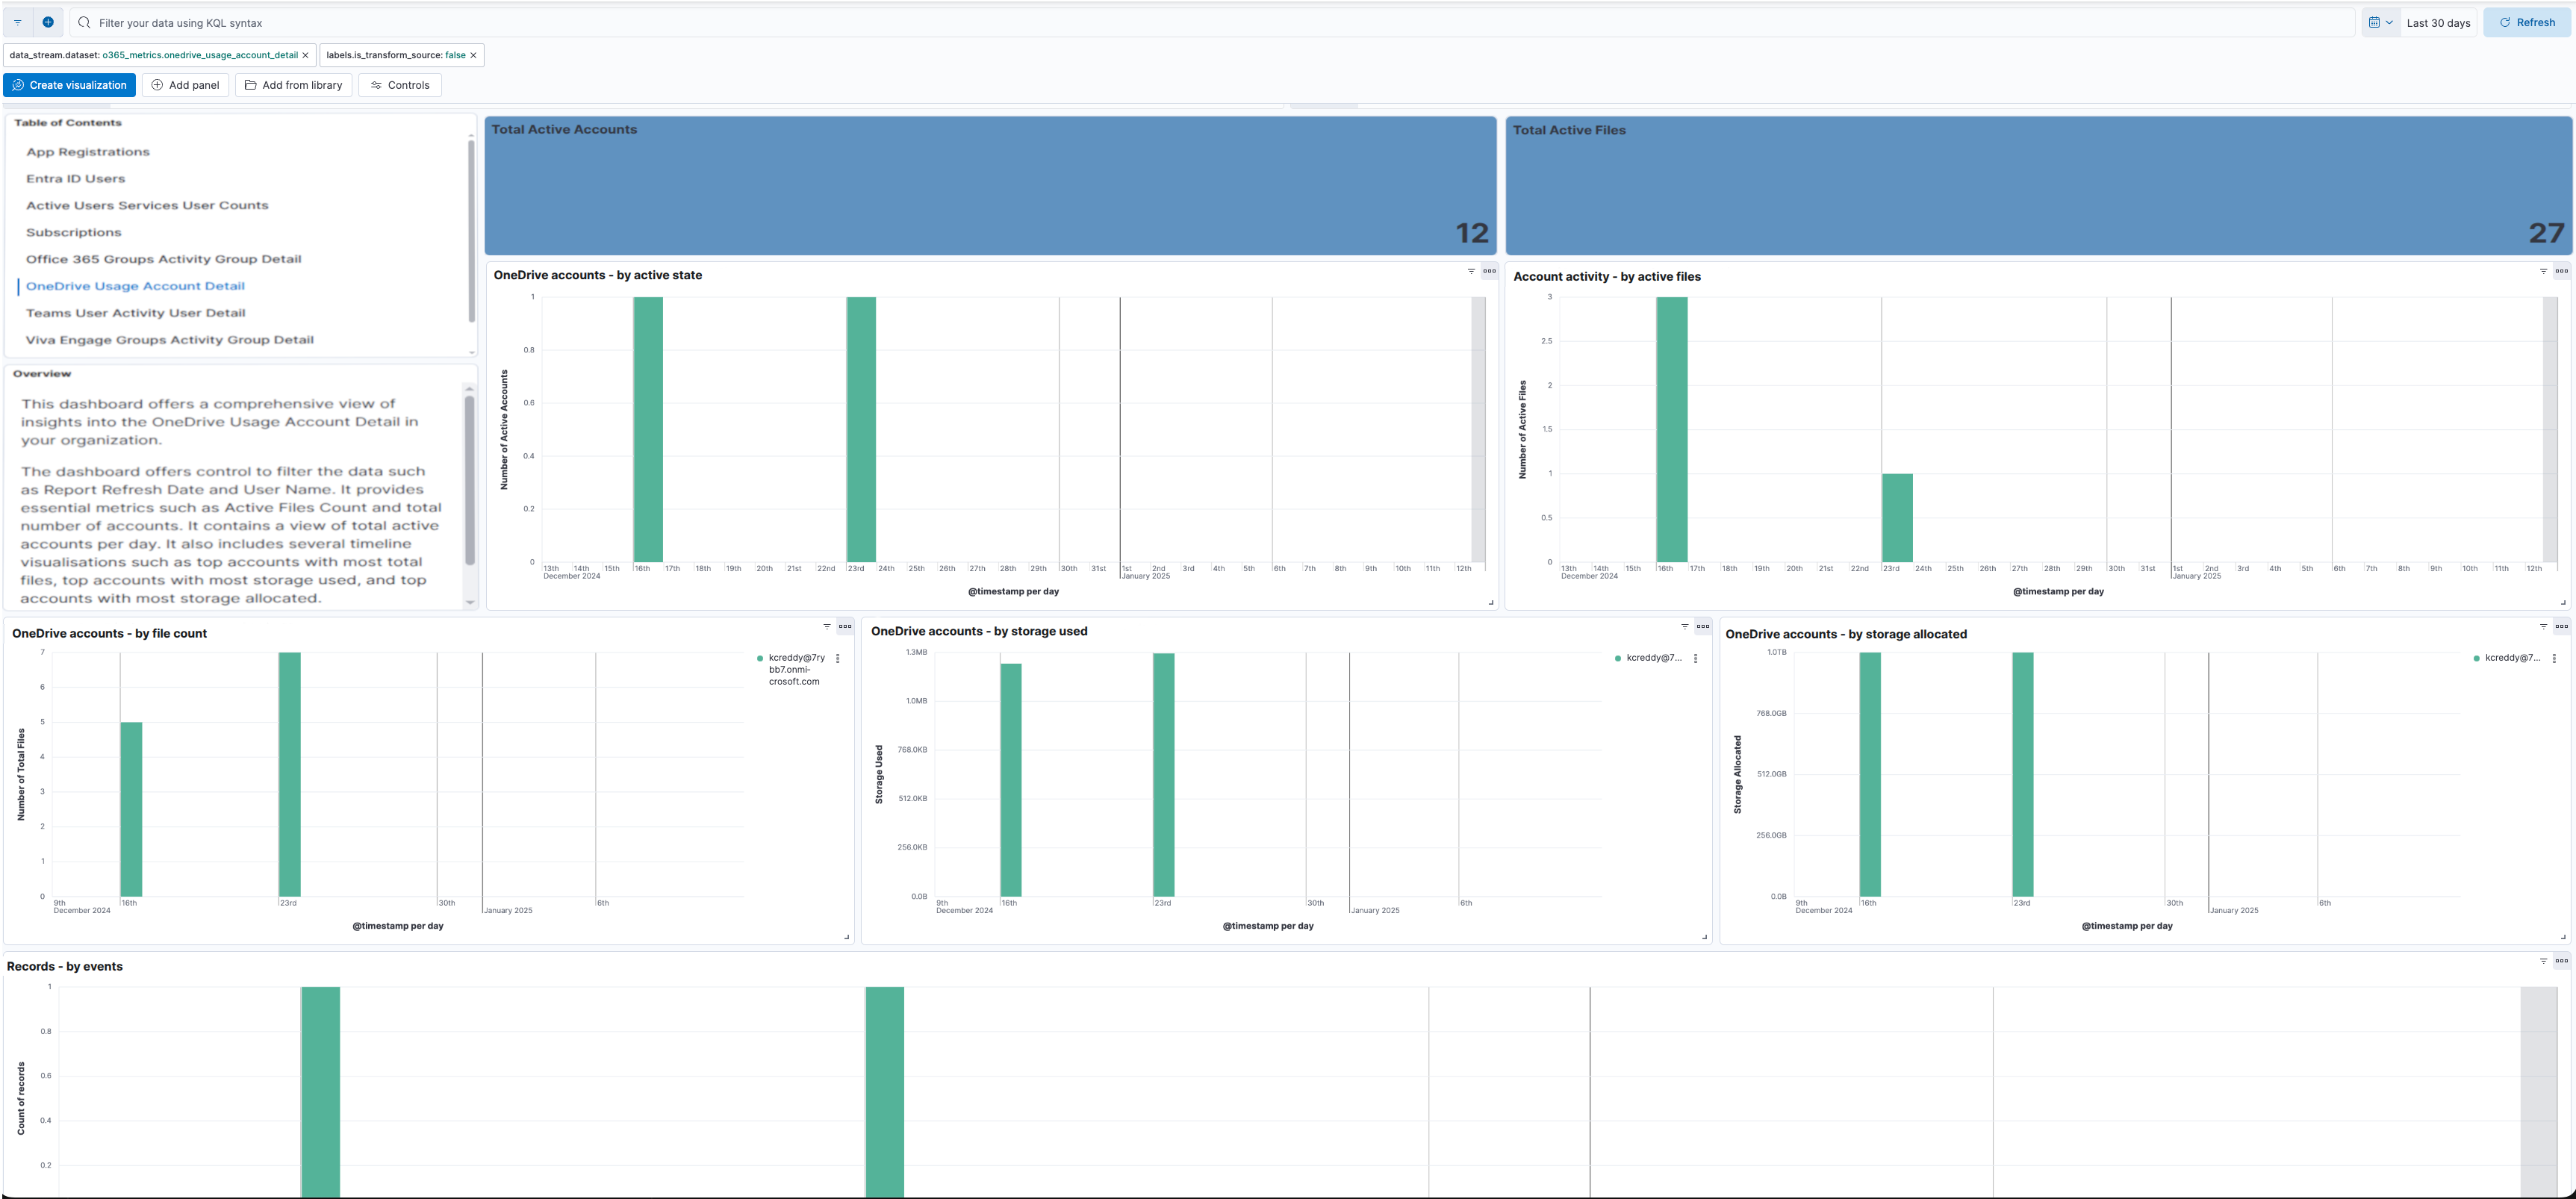 Filter your data using KQL syntax
Last 30 days
Refresh
data_stream.dataset: o365_metrics.onedrive_usage_account_detail ×
labels.is_transform_source: false ×
Create visualization
Add panel
Add from library
Controls
Table of Contents
App Registrations
Entra ID Users
Active Users Services User Counts
Subscriptions
Office 365 Groups Activity Group Detail
OneDrive Usage Account Detail
Teams User Activity User Detail
Viva Engage Groups Activity Group Detail
Total Active Accounts
12
Total Active Files
27
Overview
This dashboard offers a comprehensive view of
insights into the OneDrive Usage Account Detail in
your organization.
The dashboard offers control to filter the data such
as Report Refresh Date and User Name. It provides
essential metrics such as Active Files Count and total
number of accounts. It contains a view of total active
accounts per day. It also includes several timeline
visualisations such as top accounts with most total
files, top accounts with most storage used, and top
accounts with most storage allocated.
OneDrive accounts - by active state
Number of Active Accounts
1
0.8
0.6
0.4
0.2
0
13th 14th 15th 16th 17th 18th 19th 20th 21st 22nd 23rd 24th 25th 26th 27th 28th 29th 30th 31st 1st 2nd 3rd 4th 5th 6th 7th 8th 9th 10th 11th 12th
December 2024 January 2025
@timestamp per day
Account activity - by active files
Number of Active Files
3
2.5
2
1.5
1
0.5
0
13th 14th 15th 16th 17th 18th 19th 20th 21st 22nd 23rd 24th 25th 26th 27th 28th 29th 30th 31st 1st 2nd 3rd 4th 5th 6th 7th 8th 9th 10th 11th 12th
December 2024 January 2025
@timestamp per day
OneDrive accounts - by file count
Number of Total Files
7
6
5
4
3
2
1
0
9th 16th 23rd 30th 6th
December 2024 January 2025
@timestamp per day
kcreddy@7ry
bb7.onmi-
crosoft.com
OneDrive accounts - by storage used
Storage Used
1.3MB
1.0MB
768.0KB
512.0KB
256.0KB
0.0B
9th 16th 23rd 30th 6th
December 2024 January 2025
@timestamp per day
kcreddy@7...
OneDrive accounts - by storage allocated
Storage Allocated
1.0TB
768.0GB
512.0GB
256.0GB
0.0B
9th 16th 23rd 30th 6th
December 2024 January 2025
@timestamp per day
kcreddy@7...
Records - by events
Count of records
1
0.8
0.6
0.4
0.2